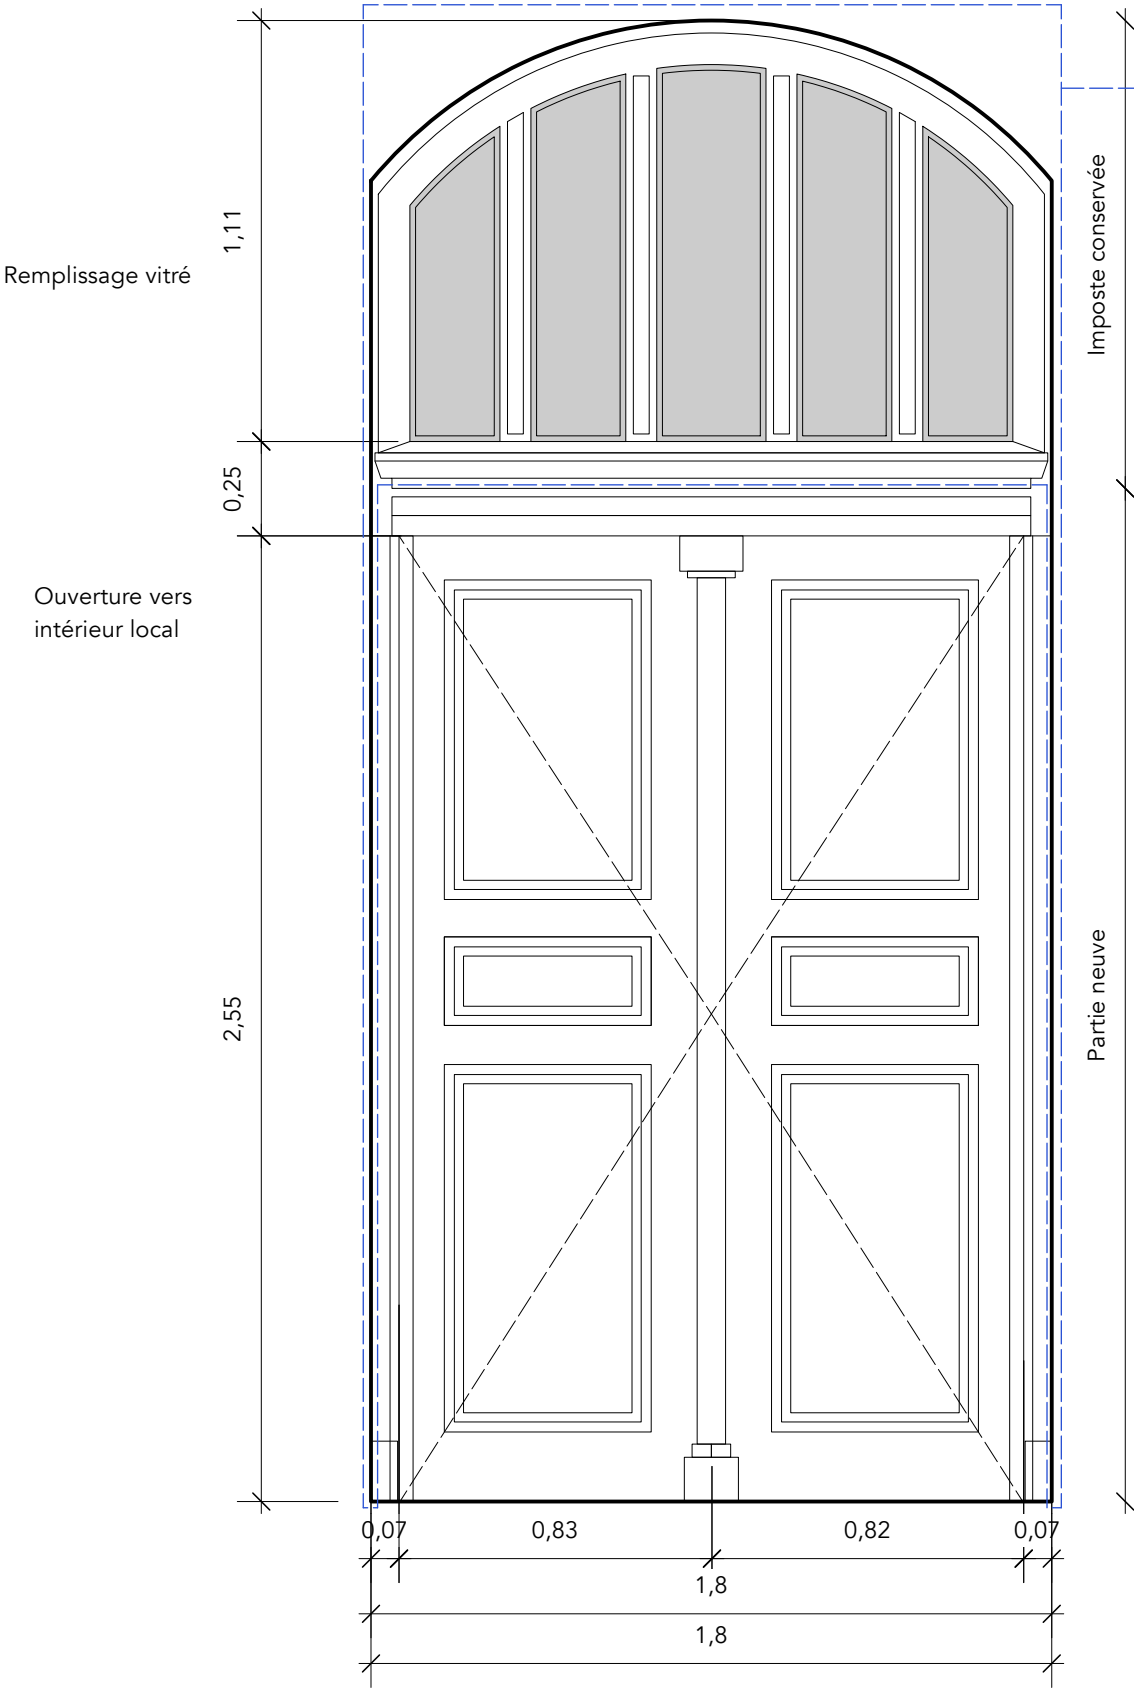 1,11
Imposte conservée
Remplissage vitré
0,25
Ouverture vers
intérieur local
2,55
Partie neuve
0,07
0,83
0,82
0,07
1,8
1,8